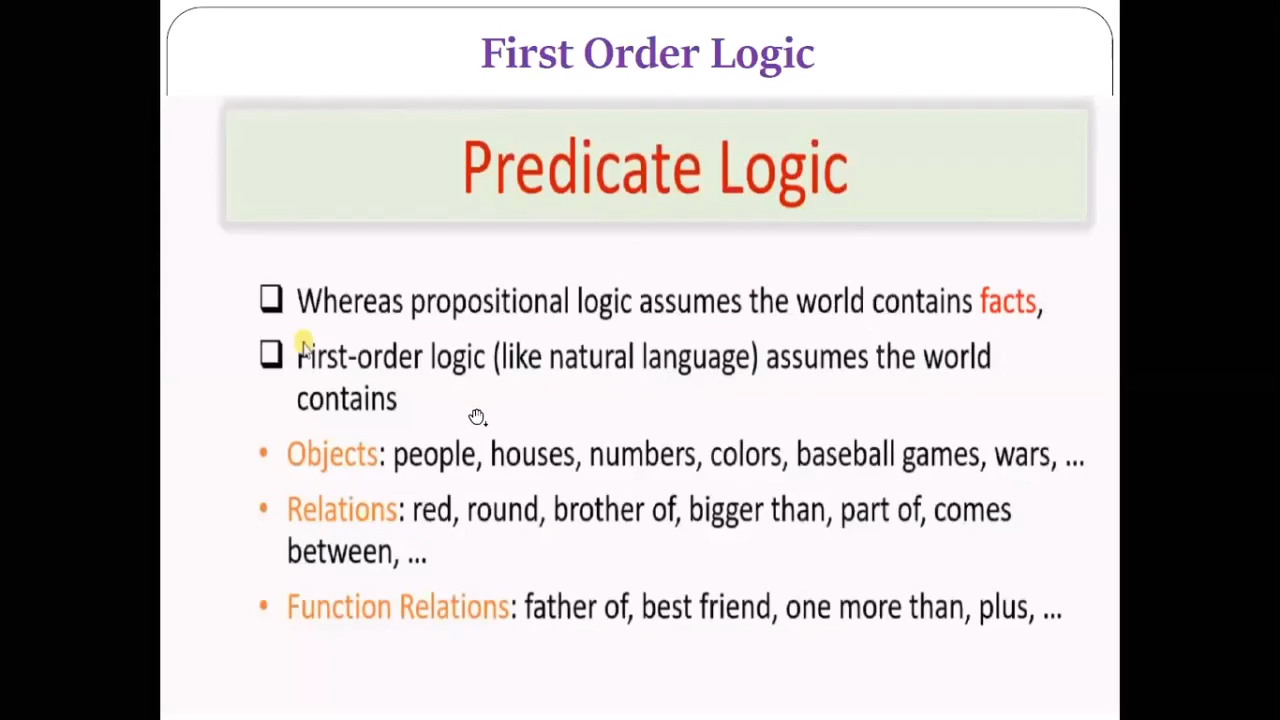 First Order Logic
Predicate Logic
❑ Whereas propositional logic assumes the world contains facts,
❑ First-order logic (like natural language) assumes the world
contains
• Objects: people, houses, numbers, colors, baseball games, wars, ...
• Relations: red, round, brother of, bigger than, part of, comes
between, ...
• Function Relations: father of, best friend, one more than, plus, ...